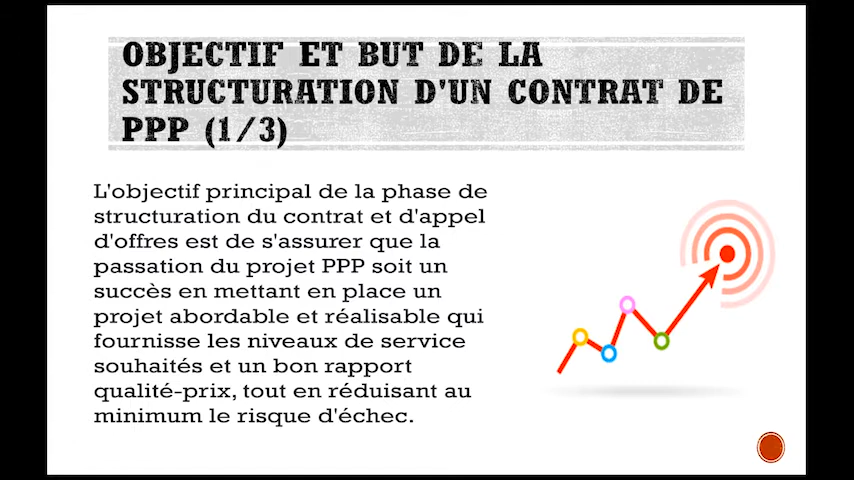 OBJECTIF ET BUT DE LA
STRUCTURATION D'UN CONTRAT DE
PPP (1/3)
L'objectif principal de la phase de
structuration du contrat et d'appel
d'offres est de s'assurer que la
passation du projet PPP soit un
succès en mettant en place un
projet abordable et réalisable qui
fournisse les niveaux de service
souhaités et un bon rapport
qualité-prix, tout en réduisant au
minimum le risque d'échec.